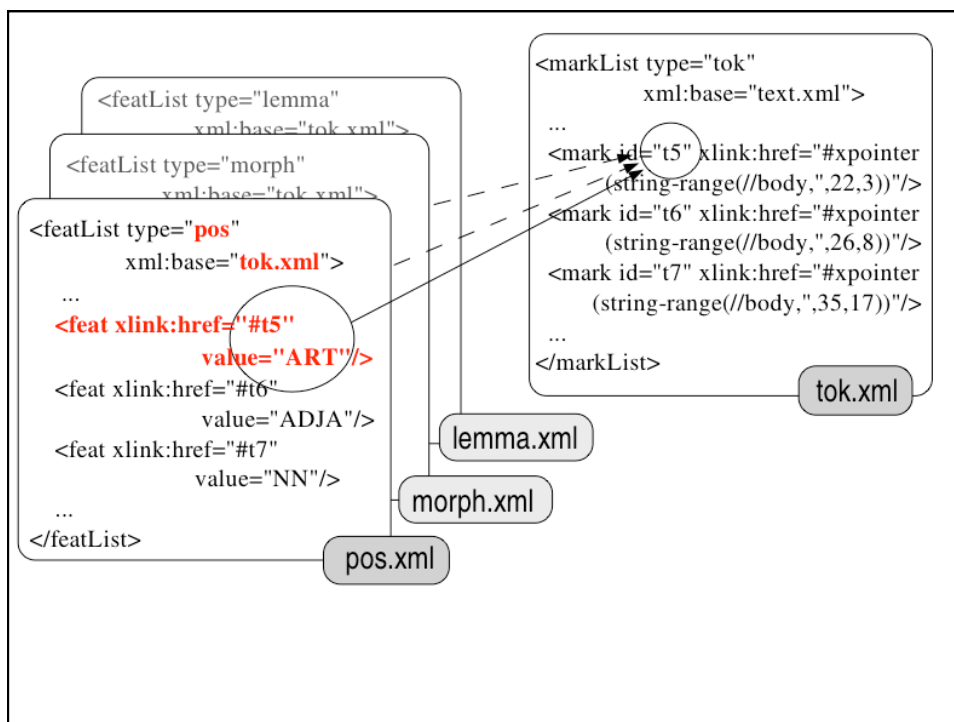 <featList type="lemma"
xml:base="tok.xml">
<featList type="morph"
xml:base="tok.xml">
<featList type="pos"
xml:base="tok.xml">
...
<feat xlink:href="#t5"
value="ART"/>
<feat xlink:href="#t6"
value="ADJA"/>
<feat xlink:href="#t7"
value="NN"/>
...
</featList>
pos.xml
morph.xml
lemma.xml
<markList type="tok"
xml:base="text.xml">
...
<mark id="t5" xlink:href="#xpointer
(string-range(//body,",22,3))"/>
<mark id="t6" xlink:href="#xpointer
(string-range(//body,",26,8))"/>
<mark id="t7" xlink:href="#xpointer
(string-range(//body,",35,17))"/>
...
</markList>
tok.xml